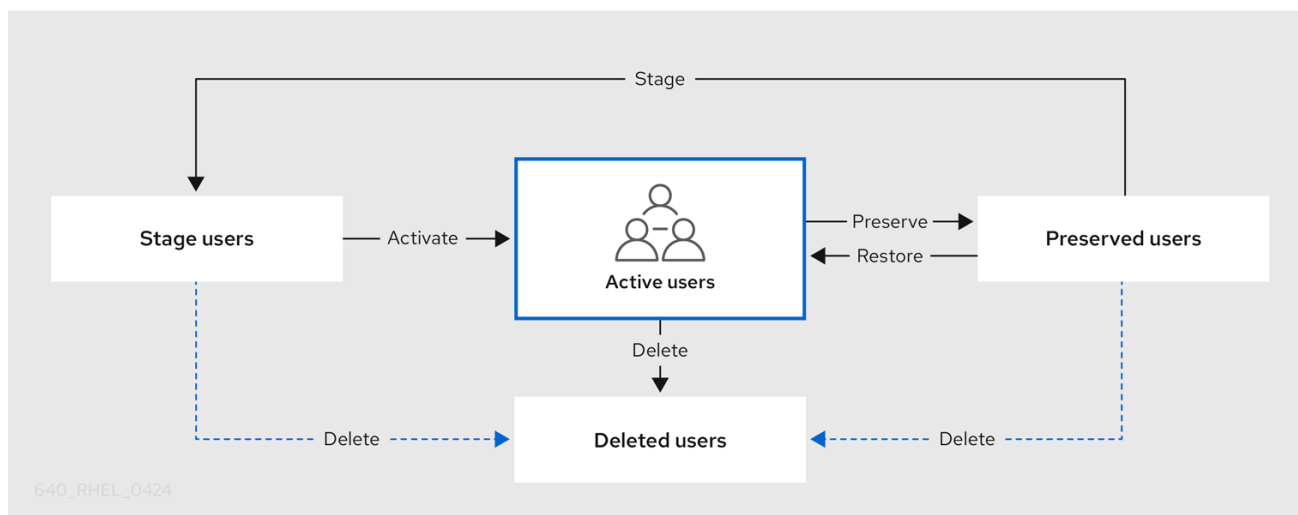 Stage
Stage users
Activate
Active users
Preserve
Restore
Preserved users
Delete
Delete
Deleted users
Delete
640_RHEL_0424